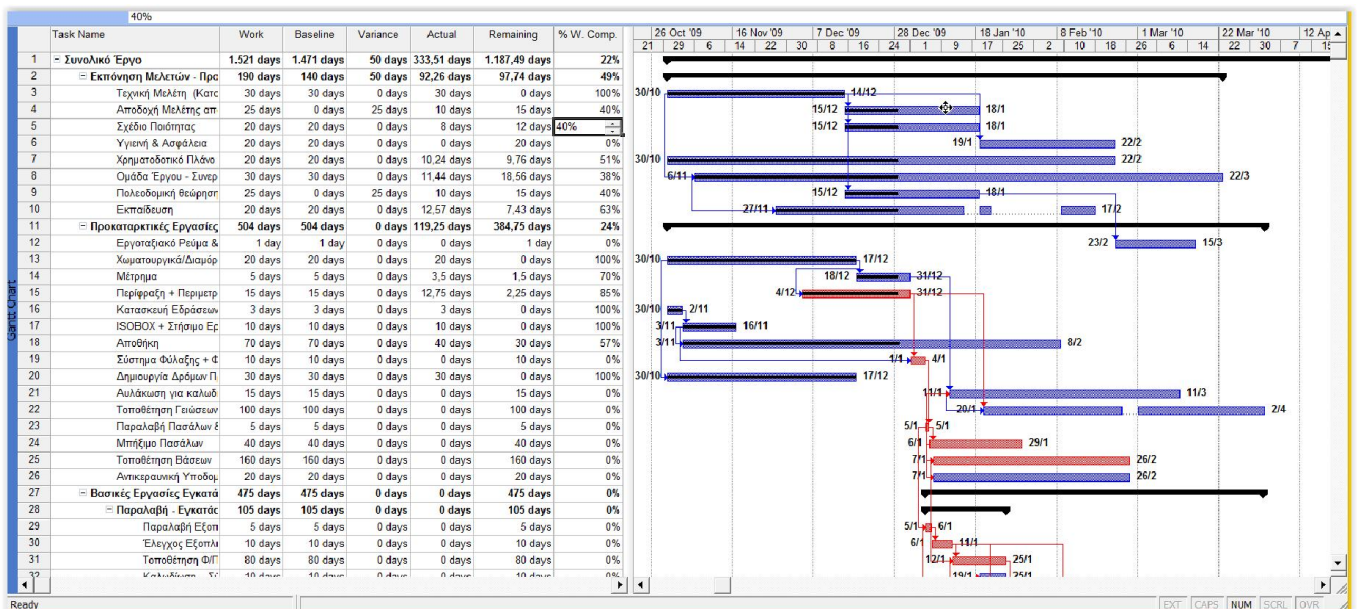 40%
Task Name Work Baseline Variance Actual Remaining % W. Comp.
26 Oct '09 16 Nov '09 7 Dec '09 28 Dec '09 18 Jan '10 8 Feb '10 1 Mar '10 22 Mar '10 12 Ap
21 29 6 14 22 30 8 16 24 1 9 17 25 2 10 18 26 6 14 22 30 7 15
1 Συνολικό Έργο 1.521 days 1.471 days 50 days 333,51 days 1.187,49 days 22%
2 Εκπόνηση Μελετών - Προ 190 days 140 days 50 days 92,26 days 97,74 days 49%
3 Τεχνική Μελέτη (Κατα 30 days 30 days 0 days 30 days 0 days 100% 30/10 14/12
4 Αποδοχή Μελέτης απ 25 days 0 days 25 days 10 days 15 days 40% 15/12 18/1
5 Σχέδιο Ποιότητας 20 days 20 days 0 days 8 days 12 days 40% 15/12 18/1
6 Υγιεινή & Ασφάλεια 20 days 20 days 0 days 0 days 20 days 0% 19/1 22/2
7 Χρηματοδοτικό Πλάνο 20 days 20 days 0 days 10,24 days 9,76 days 51% 30/10 22/2
8 Ομάδα Έργου - Συνερ 30 days 30 days 0 days 11,44 days 18,56 days 38% 6/11 22/3
9 Πολεοδομική θεώρηση 25 days 0 days 25 days 10 days 15 days 40% 15/12 18/1
10 Εκπαίδευση 20 days 20 days 0 days 12,57 days 7,43 days 63% 27/11 17/2
11 Προκαταρκτικές Εργασίες 504 days 504 days 0 days 119,25 days 384,75 days 24%
12 Εργοταξιακό Ρεύμα & 1 day 1 day 0 days 0 days 1 day 0% 23/2 15/3
13 Χωματουργικά/Διαμόρ 20 days 20 days 0 days 20 days 0 days 100% 30/10 17/12
14 Μέτρημα 5 days 5 days 0 days 3,5 days 1,5 days 70% 18/12 31/12
15 Περίφραξη + Περιμετρ 15 days 15 days 0 days 12,75 days 2,25 days 85% 4/12 31/12
16 Κατασκευή Εδράσεων 3 days 3 days 0 days 3 days 0 days 100% 30/10 2/11
17 ISOBOX + Στήσιμο Ερ 10 days 10 days 0 days 10 days 0 days 100% 3/11 16/11
18 Αποθήκη 70 days 70 days 0 days 40 days 30 days 57% 3/11 8/2
19 Σύστημα Φύλαξης + Φ 10 days 10 days 0 days 0 days 10 days 0% 1/1 4/1
20 Δημιουργία Δρόμων Π 30 days 30 days 0 days 30 days 0 days 100% 30/10 17/12
21 Αυλάκωση για καλωδι 15 days 15 days 0 days 0 days 15 days 0% 11/1 11/3
22 Τοποθέτηση Γειώσεων 100 days 100 days 0 days 0 days 100 days 0% 20/1 2/4
23 Παραλαβή Πασάλων & 5 days 5 days 0 days 0 days 5 days 0% 5/1 5/1
24 Μπήξιμο Πασάλων 40 days 40 days 0 days 0 days 40 days 0% 6/1 29/1
25 Τοποθέτηση Βάσεων 160 days 160 days 0 days 0 days 160 days 0% 7/1 26/2
26 Αντικεραυνική Υποδομ 20 days 20 days 0 days 0 days 20 days 0% 7/1 26/2
27 Βασικές Εργασίες Εγκατά 475 days 475 days 0 days 0 days 475 days 0%
28 Παραλαβή - Εγκατάσ 105 days 105 days 0 days 0 days 105 days 0%
29 Παραλαβή Εξοπ 5 days 5 days 0 days 0 days 5 days 0% 5/1 6/1
30 Έλεγχος Εξοπλι 10 days 10 days 0 days 0 days 10 days 0% 6/1 11/1
31 Τοποθέτηση Φ/Π 80 days 80 days 0 days 0 days 80 days 0% 12/1 25/1
32 10 days 10 days 0 days 0 days 10 days 0% 19/1 25/1
Gantt Chart
Ready EXT CAPS NUM SCRL OVR